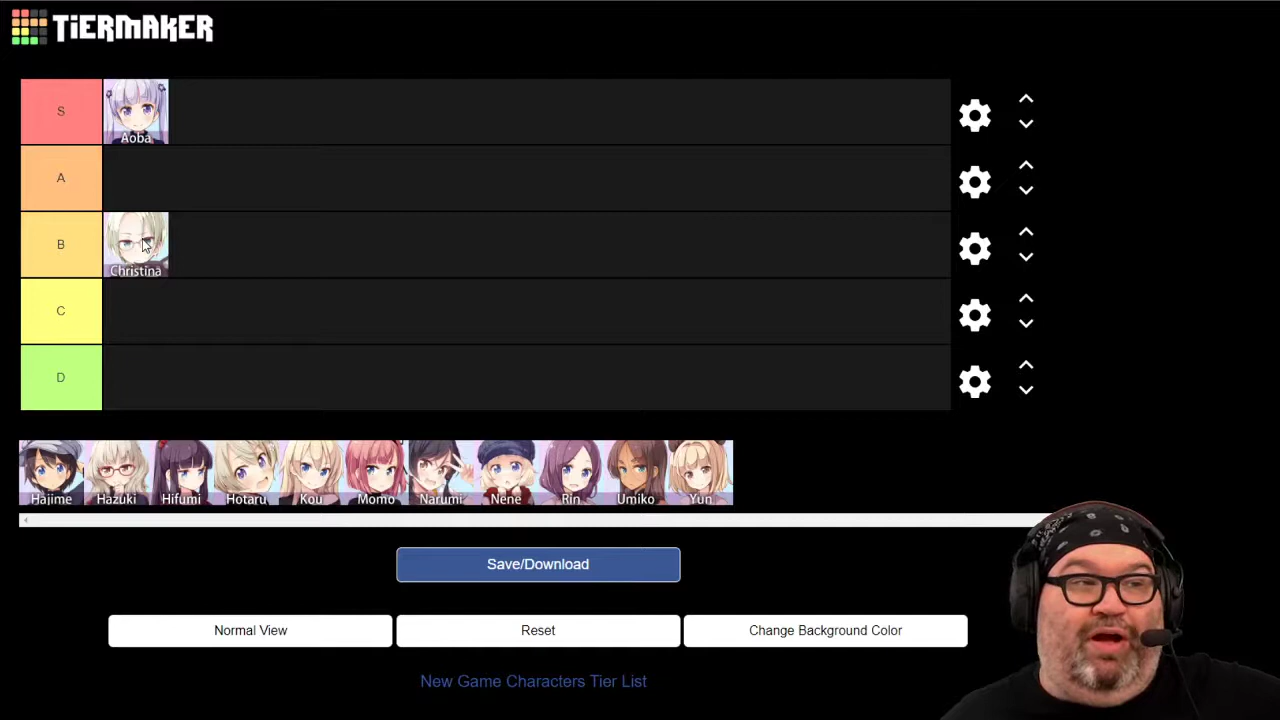 TiERMAKER
S
Aoba
A
B
Christina
C
D
Hajime Hazuki Hifumi Hotaru Kou Momo Narumi Nene Rin Umiko Yun
Save/Download
Normal View Reset Change Background Color
New Game Characters Tier List